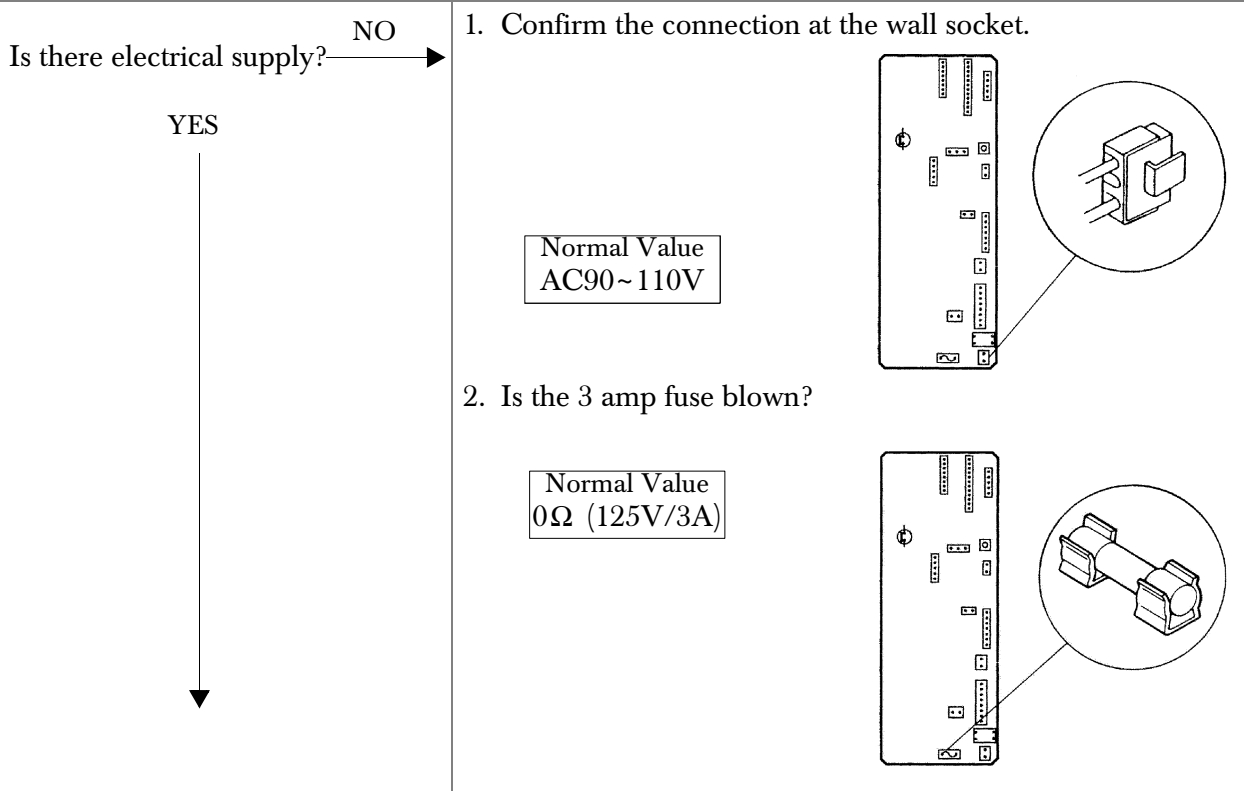 Is there electrical supply?
NO
YES
1. Confirm the connection at the wall socket.
Normal Value
AC90~110V
2. Is the 3 amp fuse blown?
Normal Value
0Ω (125V/3A)